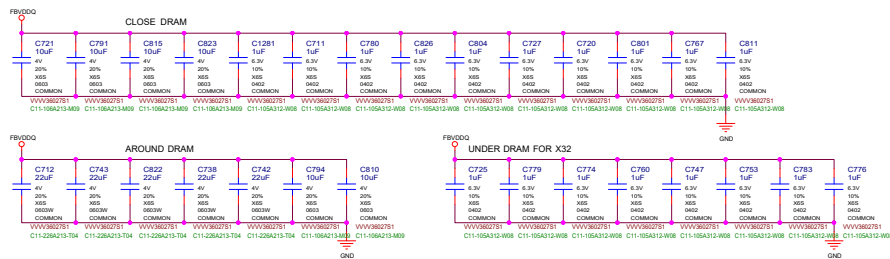 FBVDDQ
CLOSE DRAM
C721 C791 C815 C823 C1281 C711 C780 C826 C804 C727 C720 C801 C767 C811
10uF 10uF 10uF 10uF 1uF 1uF 1uF 1uF 1uF 1uF 1uF 1uF 1uF 1uF
4V 4V 4V 4V 6.3V 6.3V 6.3V 6.3V 6.3V 6.3V 6.3V 6.3V 6.3V 6.3V
20% 20% 20% 20% 10% 10% 10% 10% 10% 10% 10% 10% 10% 10%
X6S X6S X6S X6S X6S X6S X6S X6S X6S X6S X6S X6S X6S X6S
0603 0603 0603 0603 0402 0402 0402 0402 0402 0402 0402 0402 0402 0402
COMMON COMMON COMMON COMMON COMMON COMMON COMMON COMMON COMMON COMMON COMMON COMMON COMMON COMMON
VVVV36027S1 VVVV36027S1 VVVV36027S1 VVVV36027S1 VVVV36027S1 VVVV36027S1 VVVV36027S1 VVVV36027S1 VVVV36027S1 VVVV36027S1 VVVV36027S1 VVVV36027S1 VVVV36027S1 VVVV36027S1
C11-106A213-M09 C11-106A213-M09 C11-106A213-M09 C11-106A213-M09 C11-105A312-W08 C11-105A312-W08 C11-105A312-W08 C11-105A312-W08 C11-105A312-W08 C11-105A312-W08 C11-105A312-W08 C11-105A312-W08 C11-105A312-W08 C11-105A312-W08
GND
FBVDDQ
AROUND DRAM
C712 C743 C822 C738 C742 C794 C810
22uF 22uF 22uF 22uF 22uF 10uF 10uF
4V 4V 4V 4V 4V 4V 4V
20% 20% 20% 20% 20% 20% 20%
X6S X6S X6S X6S X6S X6S X6S
0603W 0603W 0603W 0603W 0603W 0603 0603
COMMON COMMON COMMON COMMON COMMON COMMON COMMON
VVVV36027S1 VVVV36027S1 VVVV36027S1 VVVV36027S1 VVVV36027S1 VVVV36027S1 VVVV36027S1
C11-226A213-T04 C11-226A213-T04 C11-226A213-T04 C11-226A213-T04 C11-226A213-T04 C11-106A213-M09 C11-106A213-M09
GND
FBVDDQ
UNDER DRAM FOR X32
C725 C779 C774 C760 C747 C753 C783 C776
1uF 1uF 1uF 1uF 1uF 1uF 1uF 1uF
6.3V 6.3V 6.3V 6.3V 6.3V 6.3V 6.3V 6.3V
10% 10% 10% 10% 10% 10% 10% 10%
X6S X6S X6S X6S X6S X6S X6S X6S
0402 0402 0402 0402 0402 0402 0402 0402
COMMON COMMON COMMON COMMON COMMON COMMON COMMON COMMON
VVVV36027S1 VVVV36027S1 VVVV36027S1 VVVV36027S1 VVVV36027S1 VVVV36027S1 VVVV36027S1 VVVV36027S1
C11-105A312-W08 C11-105A312-W08 C11-105A312-W08 C11-105A312-W08 C11-105A312-W08 C11-105A312-W08 C11-105A312-W08 C11-105A312-W08
GND